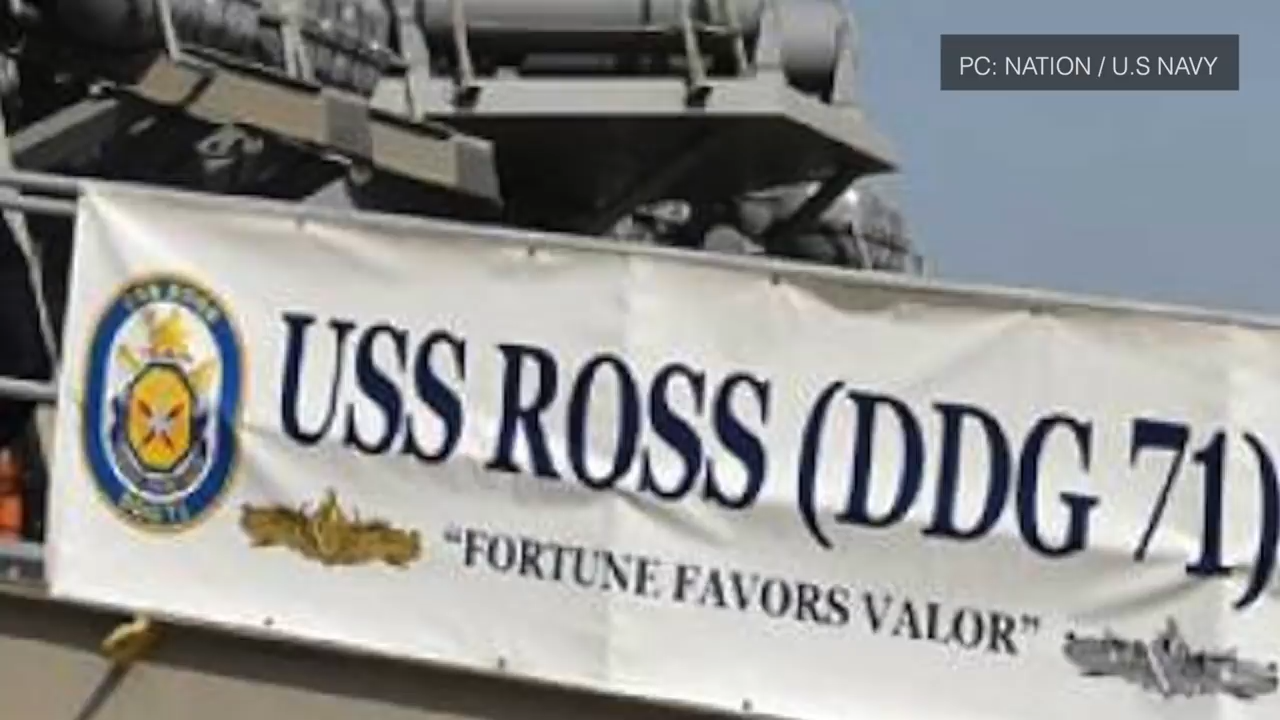 PC: NATION / U.S NAVY
USS ROSS (DDG 71)
"FORTUNE FAVORS VALOR"